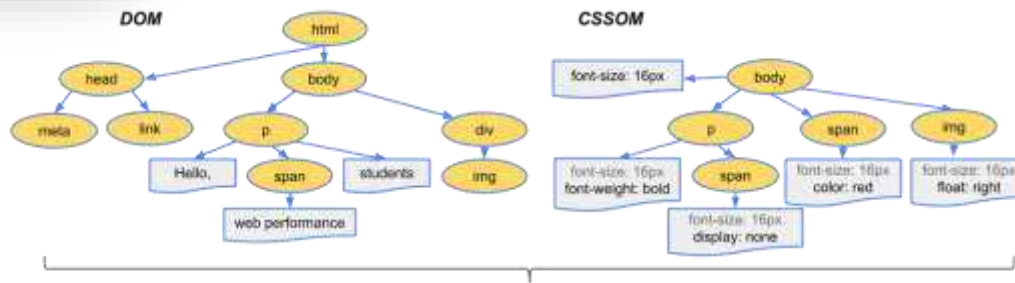 DOM
html
head
body
meta
link
p
div
Hello,
span
students
img
web performance
CSSOM
font-size: 16px
body
p
span
img
font-size: 16px
font-weight: bold
span
font-size: 16px
color: red
font-size: 16px
float: right
font-size: 16px
display: none